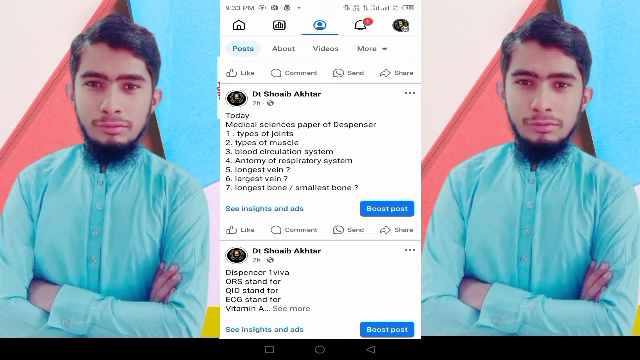 9:33 PM
1
Posts About Videos More
Like Comment Send Share
Dt Shoaib Akhtar
2h
Today
Medical sciences paper of Despenser
1 . types of joints
2. types of muscle
3. blood circulation system
4. Antomy of respiratory system
5. longest vein ?
6. largest vein ?
7. longest bone / smallest bone ?
See insights and ads Boost post
Like Comment Send Share
Dt Shoaib Akhtar
2h
Dispencer 1viva
ORS stand for
QID stand for
ECG stand for
Vitamin A... See more
See insights and ads Boost post